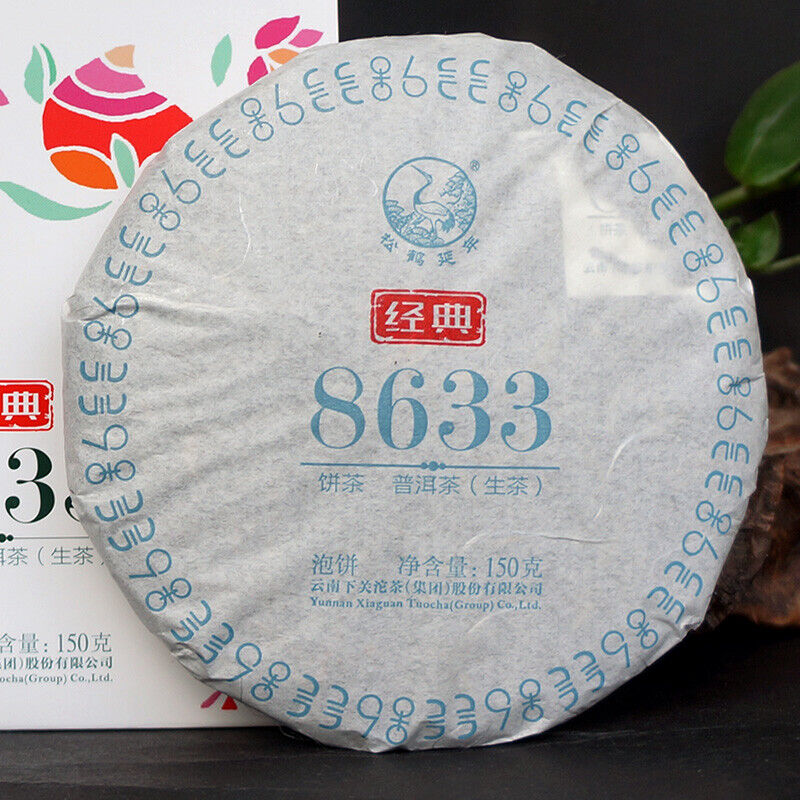 松鹤延年
®
经典
8633
饼茶 普洱茶（生茶）
泡饼 净含量：150克
云南下关沱茶（集团）股份有限公司
Yunnan Xiaguan Tuocha(Group) Co.,Ltd.
典
33
洱茶（生茶）
含量：150克
集团）股份有限公司
ocha(Group) Co.,Ltd.